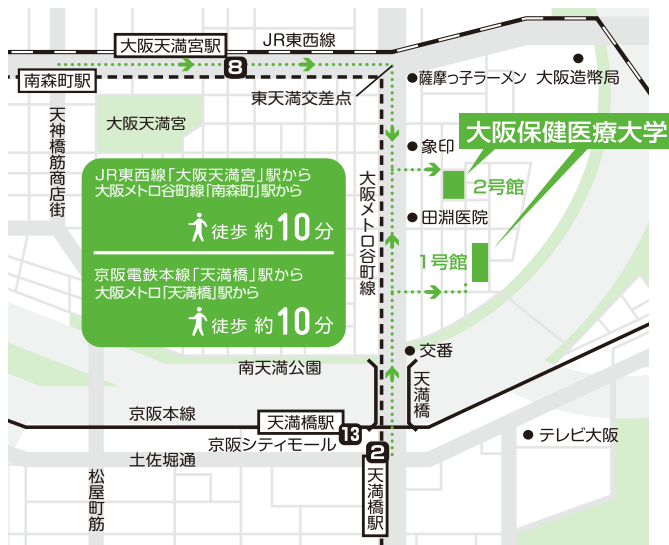 JR東西線
大阪天満宮駅
8
南森町駅
東天満交差点
薩摩っ子ラーメン
大阪造幣局
天神橋筋商店街
大阪天満宮
象印
大阪保健医療大学
2号館
JR東西線「大阪天満宮」駅から
大阪メトロ谷町線「南森町」駅から
徒歩 約10分
京阪電鉄本線「天満橋」駅から
大阪メトロ「天満橋」駅から
徒歩 約10分
大阪メトロ谷町線
田淵医院
1号館
交番
南天満公園
天満橋
京阪本線
天満橋駅
13
京阪シティモール
2
テレビ大阪
土佐堀通
松屋町筋
天満橋駅